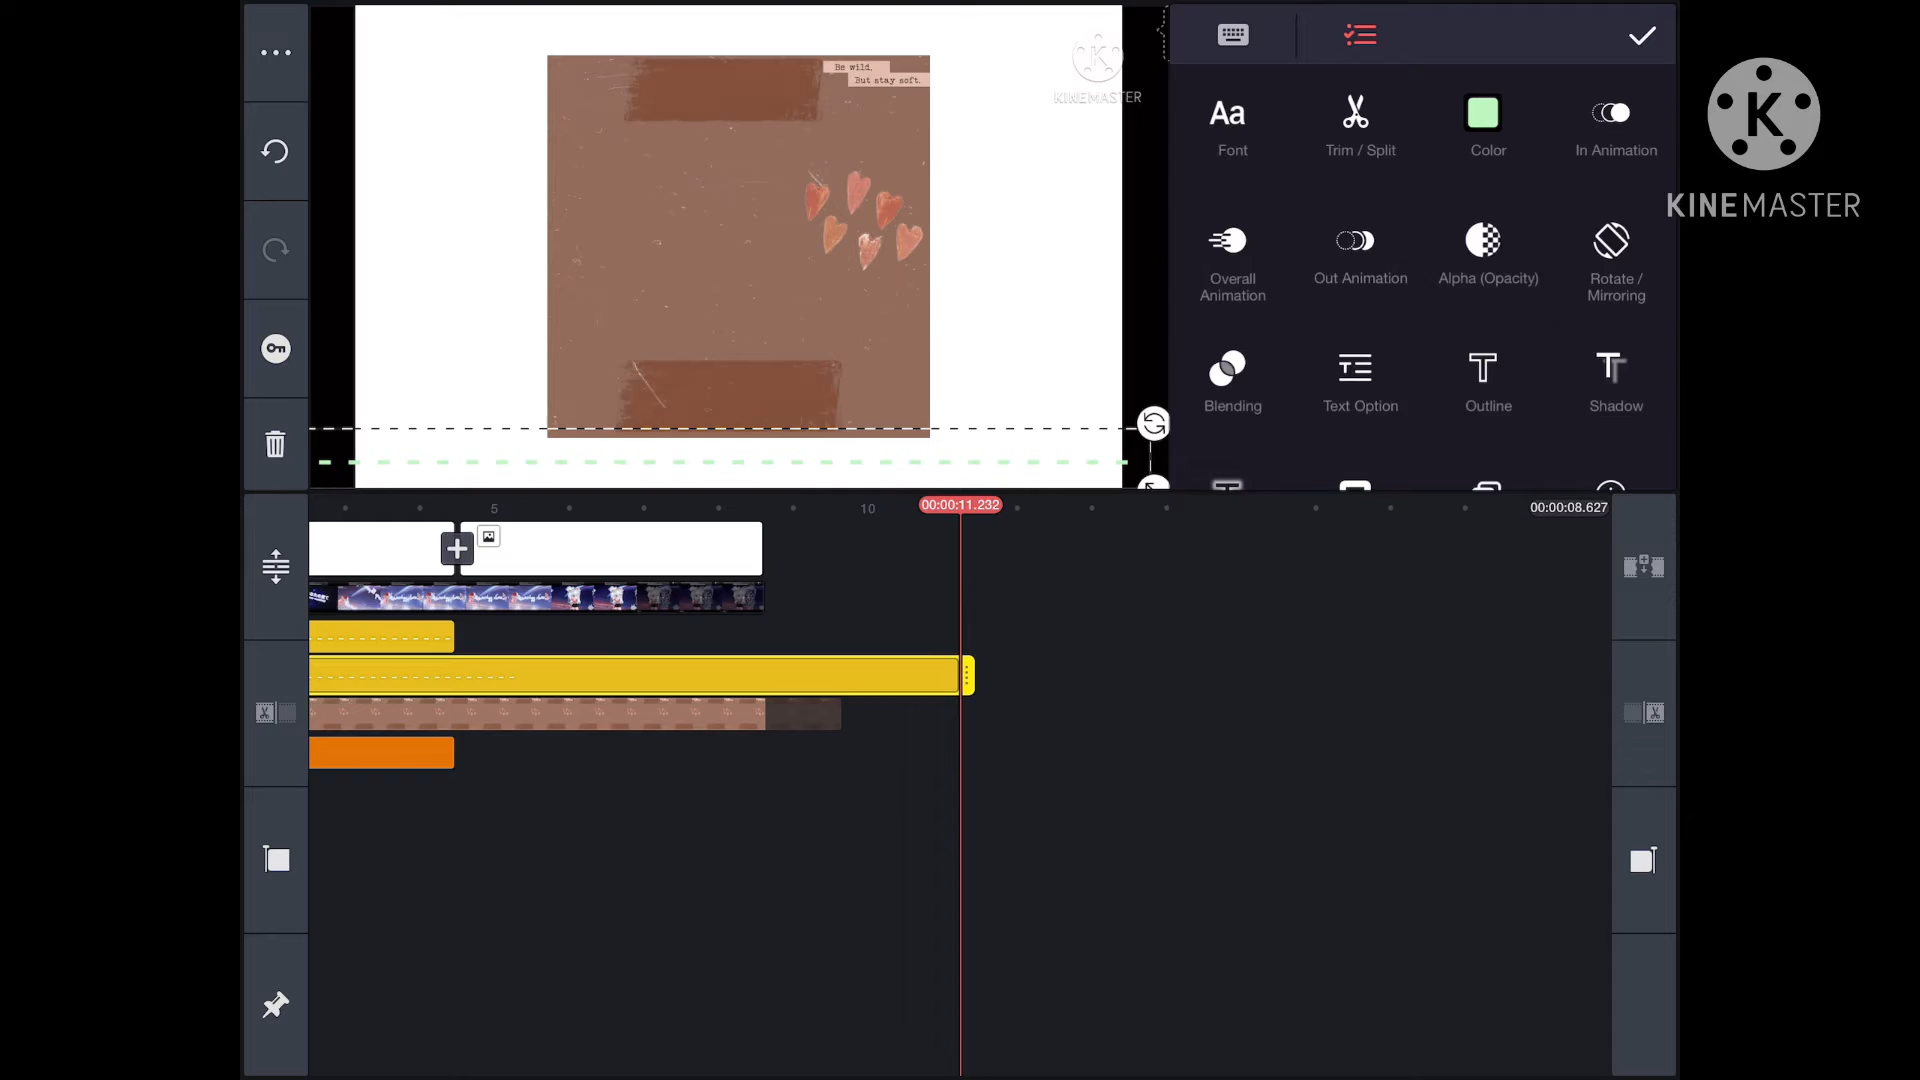 Be wild.
But stay soft.
KINEMASTER
Aa
Font
Trim / Split
Color
In Animation
K
KINEMASTER
Overall
Animation
Out Animation
Alpha (Opacity)
Rotate /
Mirroring
Blending
Text Option
Outline
Shadow
5
10
00:00:11.232
00:00:08.627